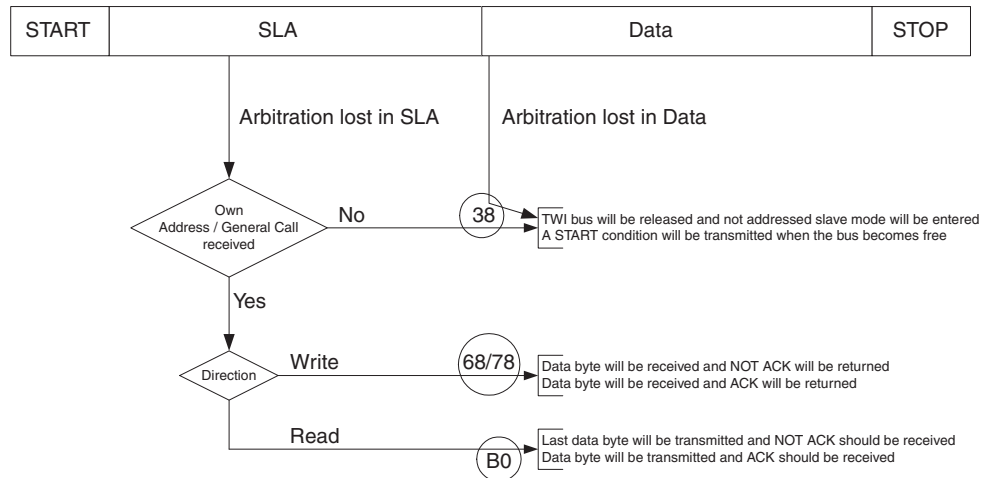 START SLA Data STOP
Arbitration lost in SLA Arbitration lost in Data
Own
Address / General Call
received
No
38
TWI bus will be released and not addressed slave mode will be entered
A START condition will be transmitted when the bus becomes free
Yes
Direction
Write
68/78
Data byte will be received and NOT ACK will be returned
Data byte will be received and ACK will be returned
Read
B0
Last data byte will be transmitted and NOT ACK should be received
Data byte will be transmitted and ACK should be received